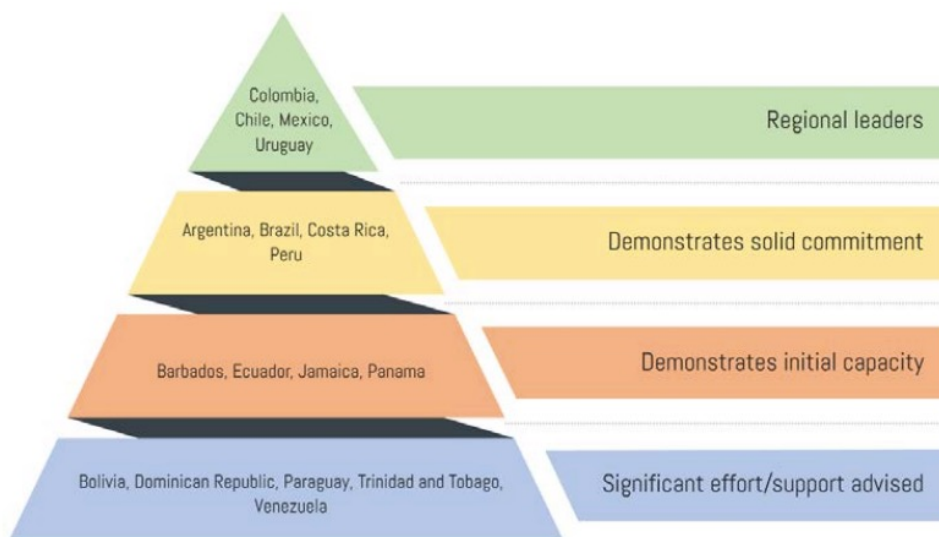 Colombia,
Chile, Mexico,
Uruguay
Regional leaders
Argentina, Brazil, Costa Rica,
Peru
Demonstrates solid commitment
Barbados, Ecuador, Jamaica, Panama
Demonstrates initial capacity
Bolivia, Dominican Republic, Paraguay, Trinidad and Tobago,
Venezuela
Significant effort/support advised